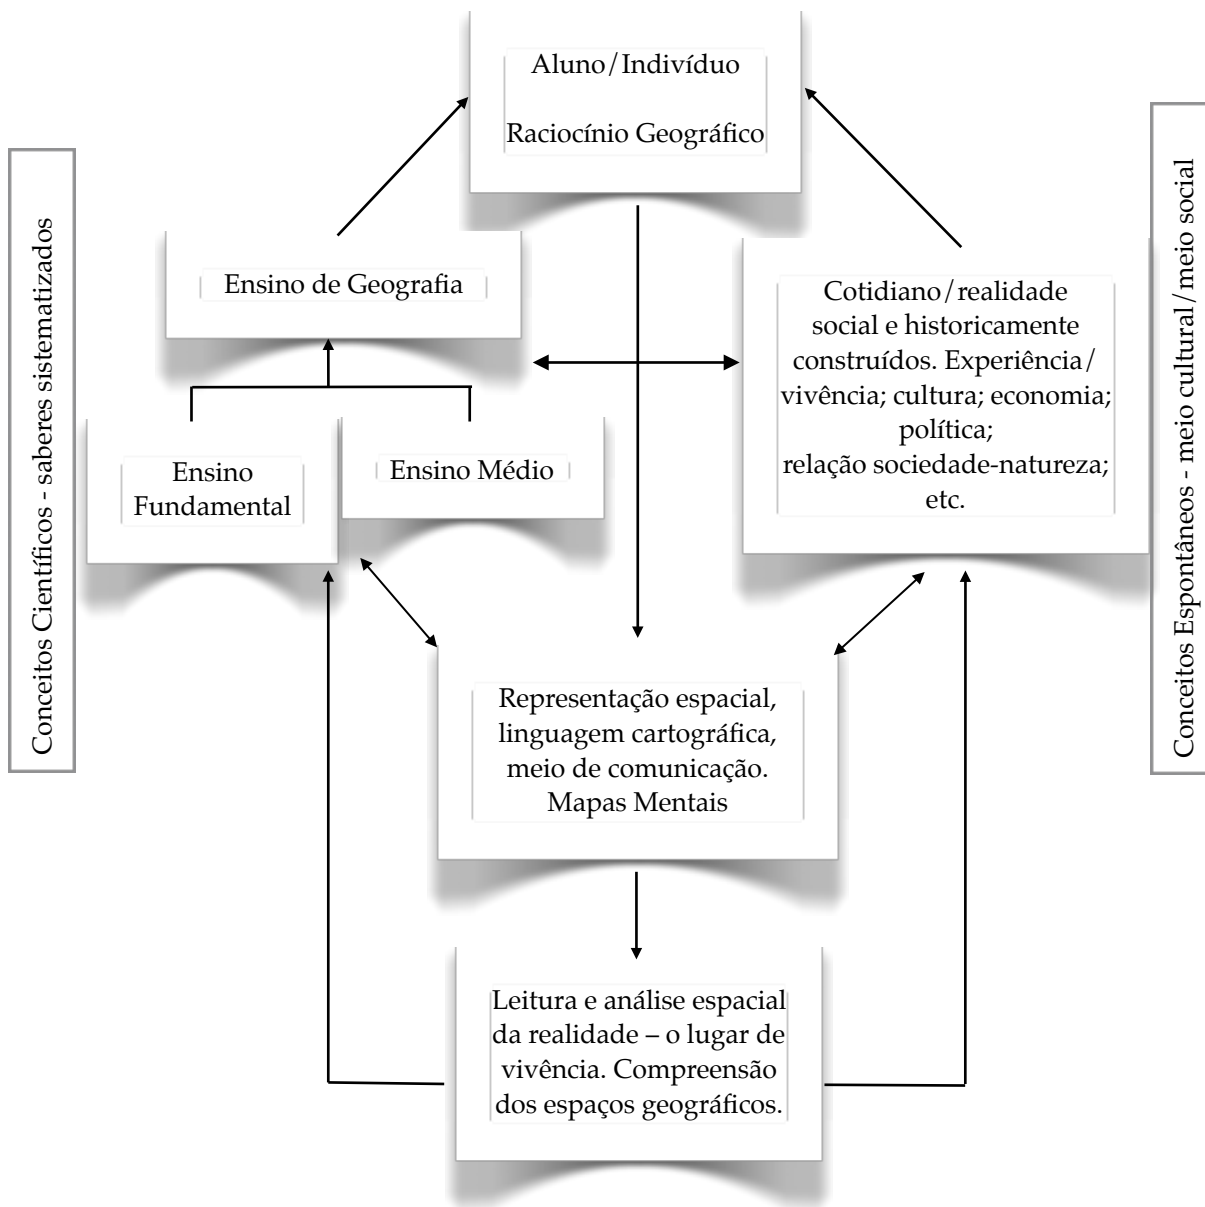 Aluno/Indivíduo
Raciocínio Geográfico
Conceitos Científicos - saberes sistematizados
Ensino de Geografia
Cotidiano/realidade
social e historicamente
construídos. Experiência/
vivência; cultura; economia;
política;
relação sociedade-natureza;
etc.
Conceitos Espontâneos - meio cultural/meio social
Ensino
Fundamental
Ensino Médio
Representação espacial,
linguagem cartográfica,
meio de comunicação.
Mapas Mentais
Leitura e análise espacial
da realidade – o lugar de
vivência. Compreensão
dos espaços geográficos.